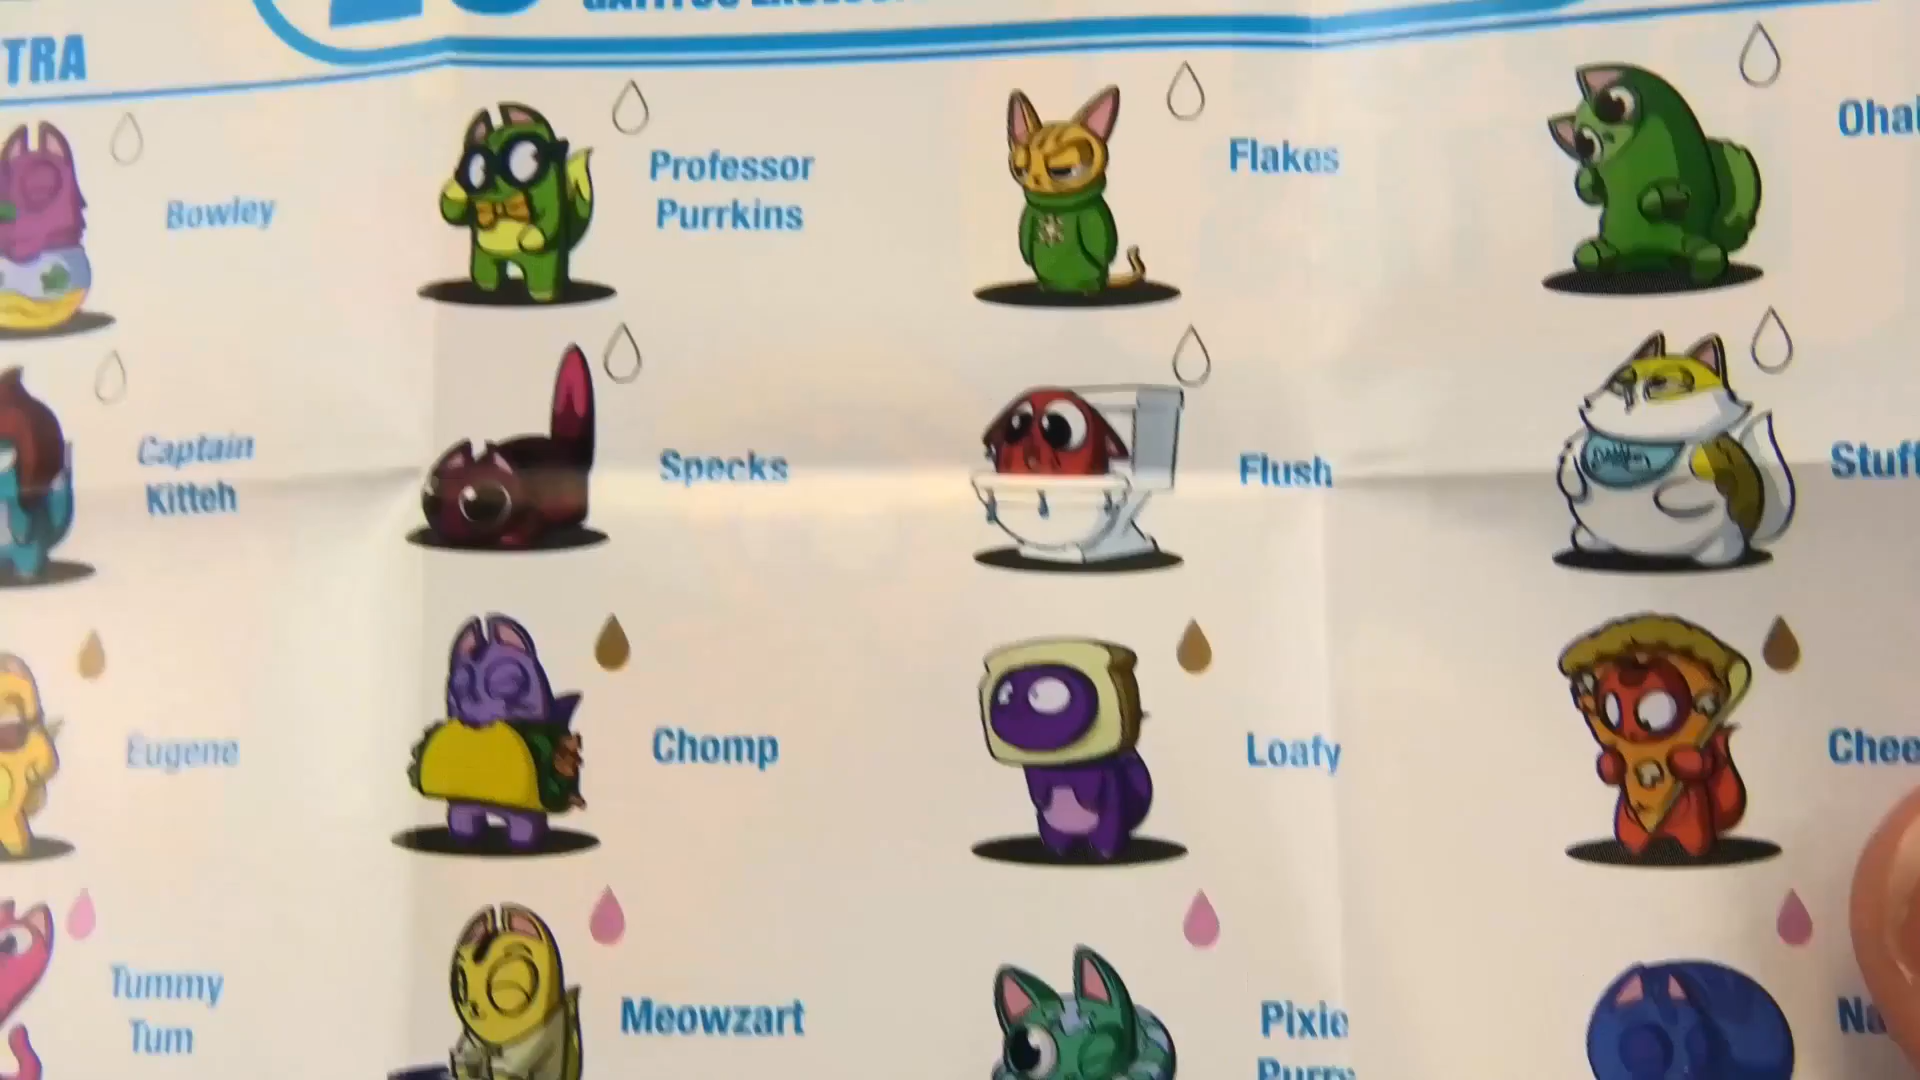 TRA
Bowley
Professor
Purrkins
Flakes
Captain
Kitteh
Specks
Flush
Eugene
Chomp
Loafy
Tummy
Tum
Meowzart
Pixie